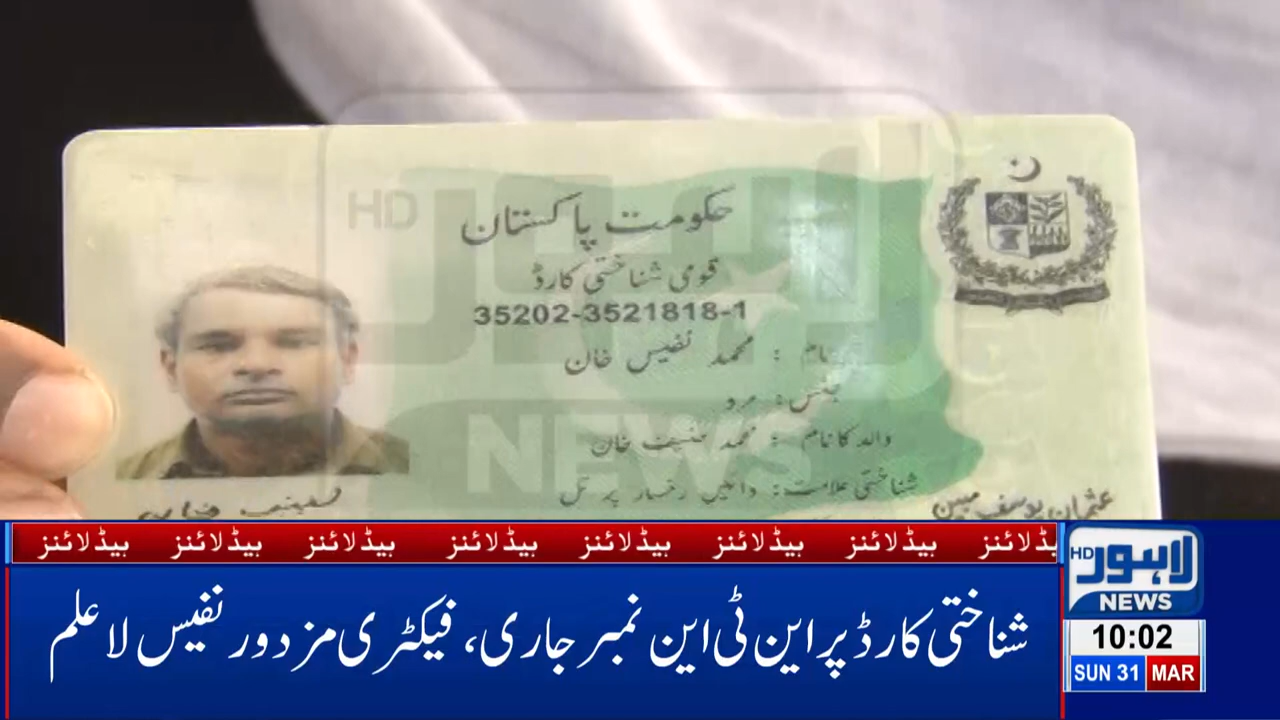 حکومت پاکستان
قومی شناختی کارڈ
35202-3521818-1
نام : محمد نفیس خان
جنس: مرد
والد کا نام : محمد حنیف خان
شناختی علامت: دائیں رخسار پر تل
عثمان یوسف مبین
HD
NEWS
ہیڈلائنز ہیڈلائنز ہیڈلائنز ہیڈلائنز ہیڈلائنز ہیڈلائنز ہیڈلائنز ہیڈلائنز
شناختی کارڈ پر این ٹی این نمبر جاری، فیکٹری مزدور نفیس لاعلم
HD لاہور
NEWS
10:02
SUN 31 MAR